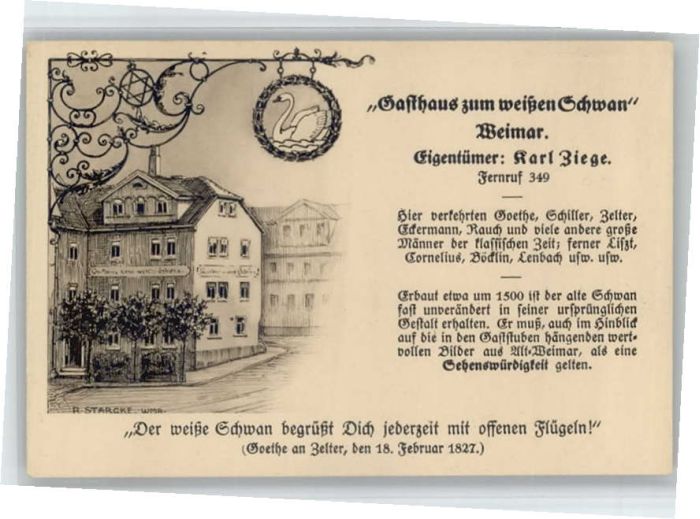 „Gasthaus zum weißen Schwan“
Weimar.
Eigentümer: Karl Ziege.
Fernruf 349
Hier verkehrten Goethe, Schiller, Zelter,
Eckermann, Rauch und viele andere große
Männer der klassischen Zeit; ferner Liszt,
Cornelius, Böcklin, Lenbach usw. usw.
Erbaut etwa um 1500 ist der alte Schwan
fast unverändert in seiner ursprünglichen
Gestalt erhalten. Er muß, auch im Hinblick
auf die in den Gaststuben hängenden wert-
vollen Bilder aus Alt-Weimar, als eine
Sehenswürdigkeit gelten.
R. STARCKE. WMR.
„Der weiße Schwan begrüßt Dich jederzeit mit offenen Flügeln!“
(Goethe an Zelter, den 18. Februar 1827.)